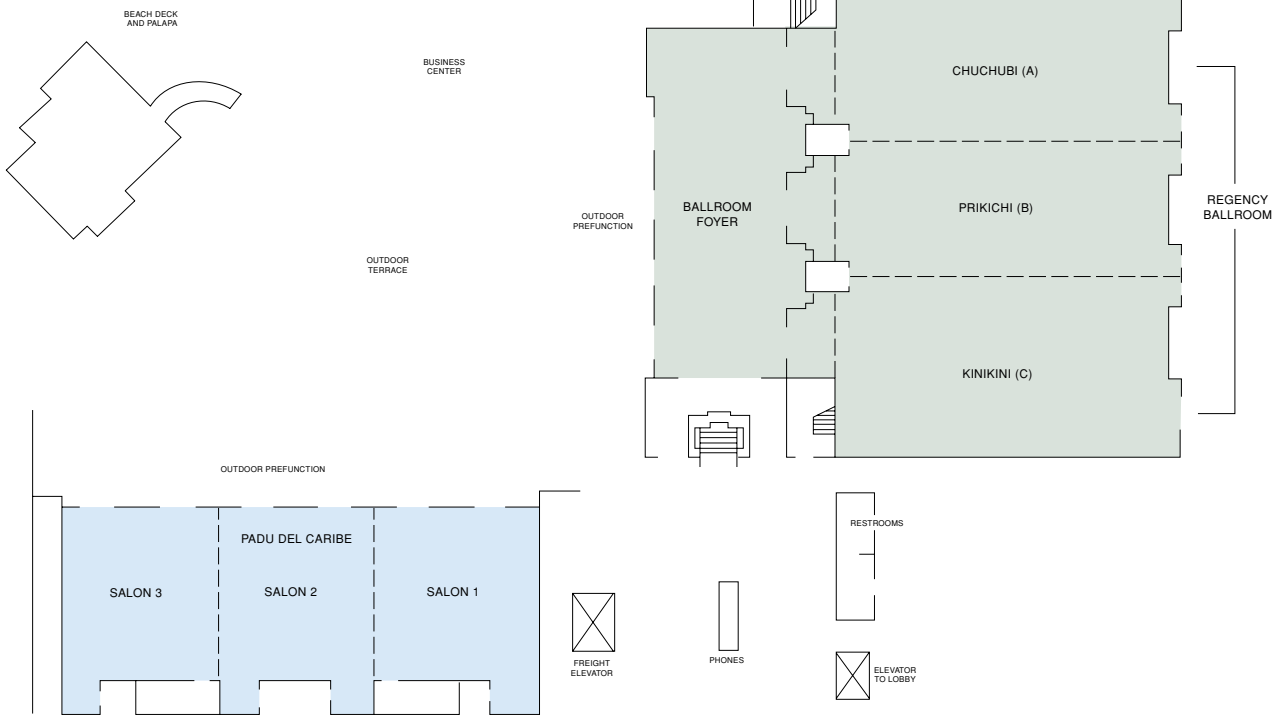 BEACH DECK
AND PALAPA
BUSINESS
CENTER
CHUCHUBI (A)
OUTDOOR
PREFUNCTION
BALLROOM
FOYER
PRIKICHI (B)
REGENCY
BALLROOM
OUTDOOR
TERRACE
KINIKINI (C)
OUTDOOR PREFUNCTION
PADU DEL CARIBE
SALON 3
SALON 2
SALON 1
RESTROOMS
FREIGHT
ELEVATOR
PHONES
ELEVATOR
TO LOBBY